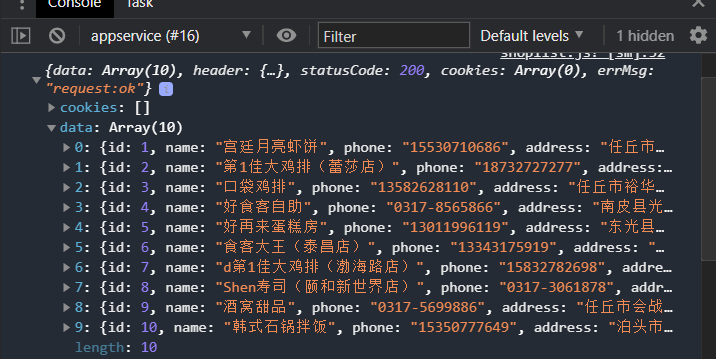 Console Task
appservice (#16) Filter Default levels 1 hidden
shoplist.js? [sm]:52
{data: Array(10), header: {…}, statusCode: 200, cookies: Array(0), errMsg:
"request:ok"}
cookies: []
data: Array(10)
0: {id: 1, name: "宫廷月亮虾饼", phone: "15530710686", address: "任丘市…
1: {id: 2, name: "第1佳大鸡排（蕾莎店）", phone: "18732727277", address:…
2: {id: 3, name: "口袋鸡排", phone: "13582628110", address: "任丘市裕华…
3: {id: 4, name: "好食客自助", phone: "0317-8565866", address: "南皮县光…
4: {id: 5, name: "好再来蛋糕房", phone: "13011996119", address: "东光县…
5: {id: 6, name: "食客大王（泰昌店）", phone: "13343175919", address: "…
6: {id: 7, name: "d第1佳大鸡排（渤海路店）", phone: "15832782698", addre…
7: {id: 8, name: "Shen寿司（颐和新世界店）", phone: "0317-3061878", addr…
8: {id: 9, name: "酒窝甜品", phone: "0317-5699886", address: "任丘市会战…
9: {id: 10, name: "韩式石锅拌饭", phone: "15350777649", address: "泊头市…
length: 10